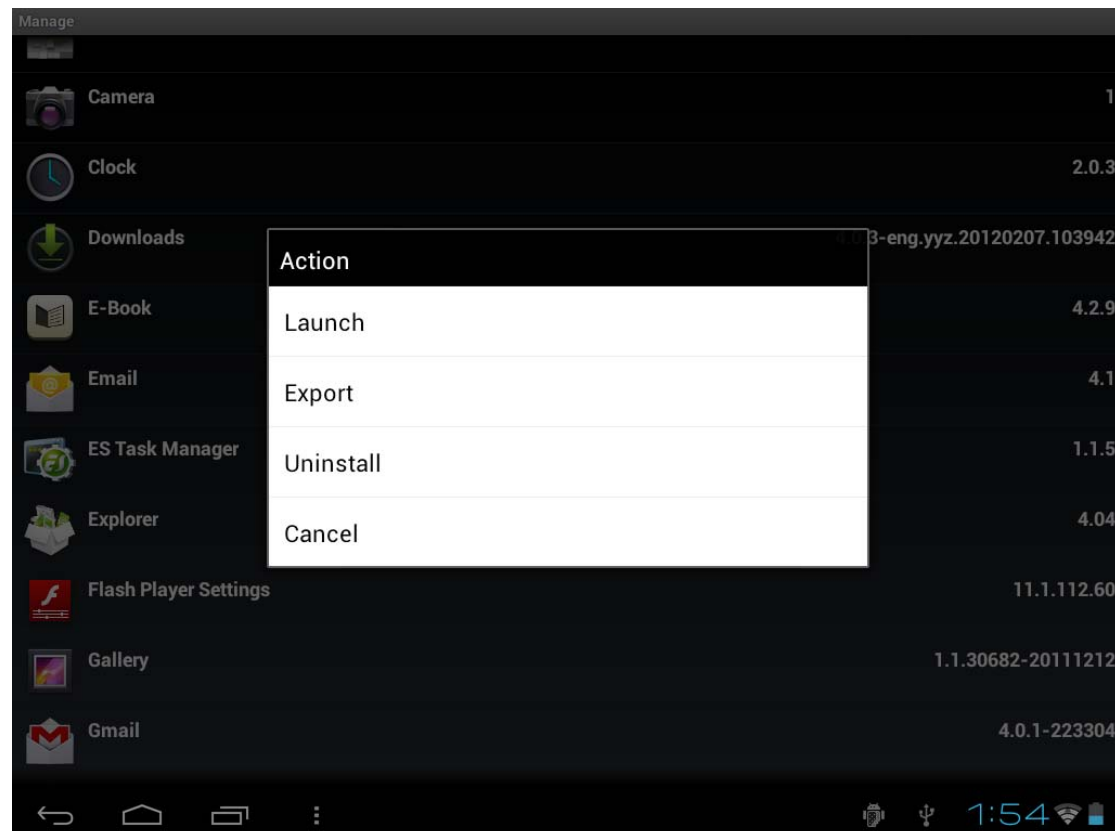 Manage
Camera 1
Clock 2.0.3
Downloads 4.0.3-eng.yyz.20120207.103942
Action
E-Book 4.2.9
Launch
Email 4.1
Export
ES Task Manager 1.1.5
Uninstall
Explorer 4.04
Cancel
Flash Player Settings 11.1.112.60
Gallery 1.1.30682-20111212
Gmail 4.0.1-223304
1:54